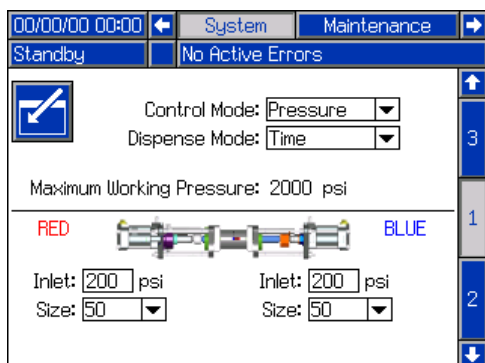 00/00/00 00:00 System Maintenance
Standby No Active Errors
Control Mode: Pressure
Dispense Mode: Time
3
Maximum Working Pressure: 2000 psi
1
RED BLUE
Inlet: 200 psi Inlet: 200 psi
Size: 50 Size: 50
2